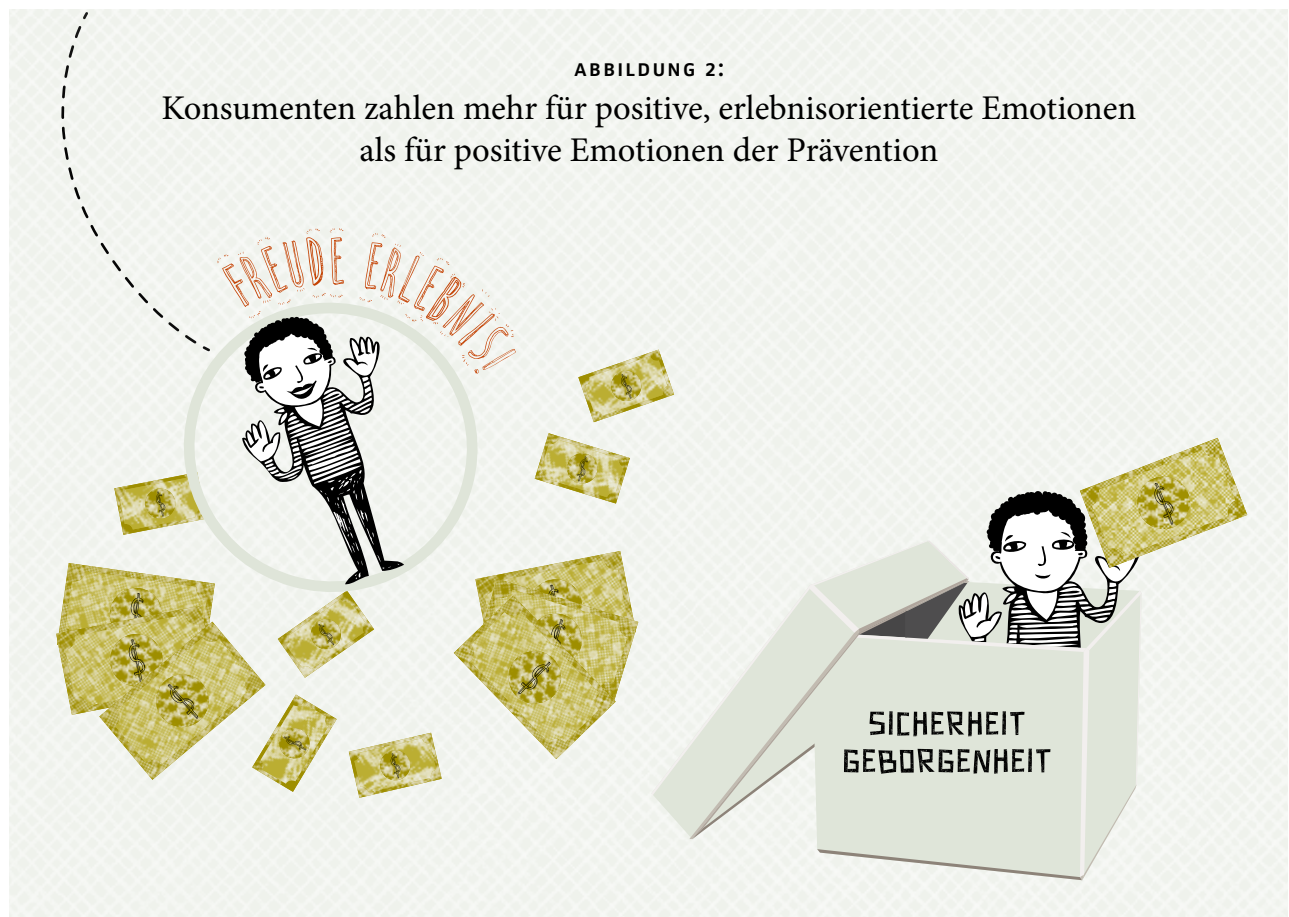 ABBILDUNG 2:
Konsumenten zahlen mehr für positive, erlebnisorientierte Emotionen
als für positive Emotionen der Prävention
FREUDE ERLEBNIS!
$
$
$
$
$
$
$
$
$
$
$
$
$
SICHERHEIT
GEBORGENHEIT